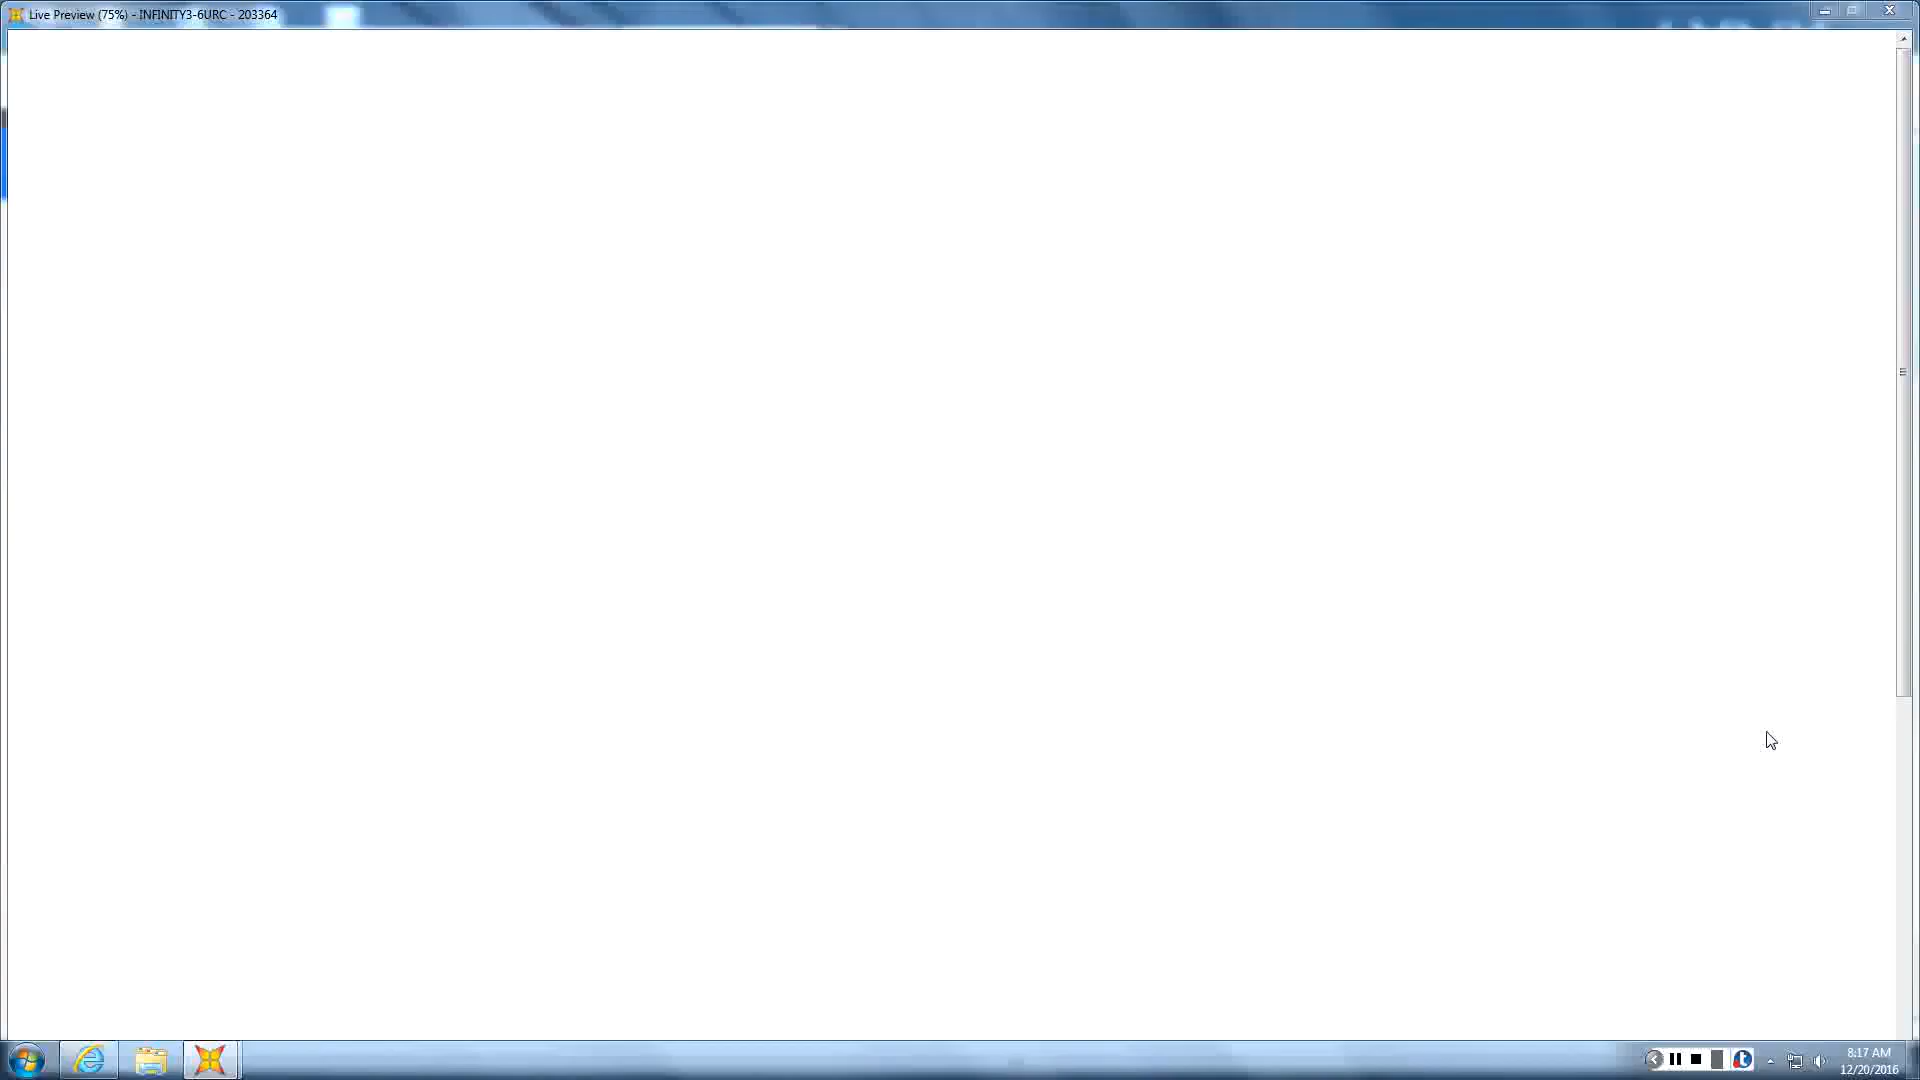 Live Preview (75%) - INFINITY3-6URC - 203364
8:17 AM
12/20/2016